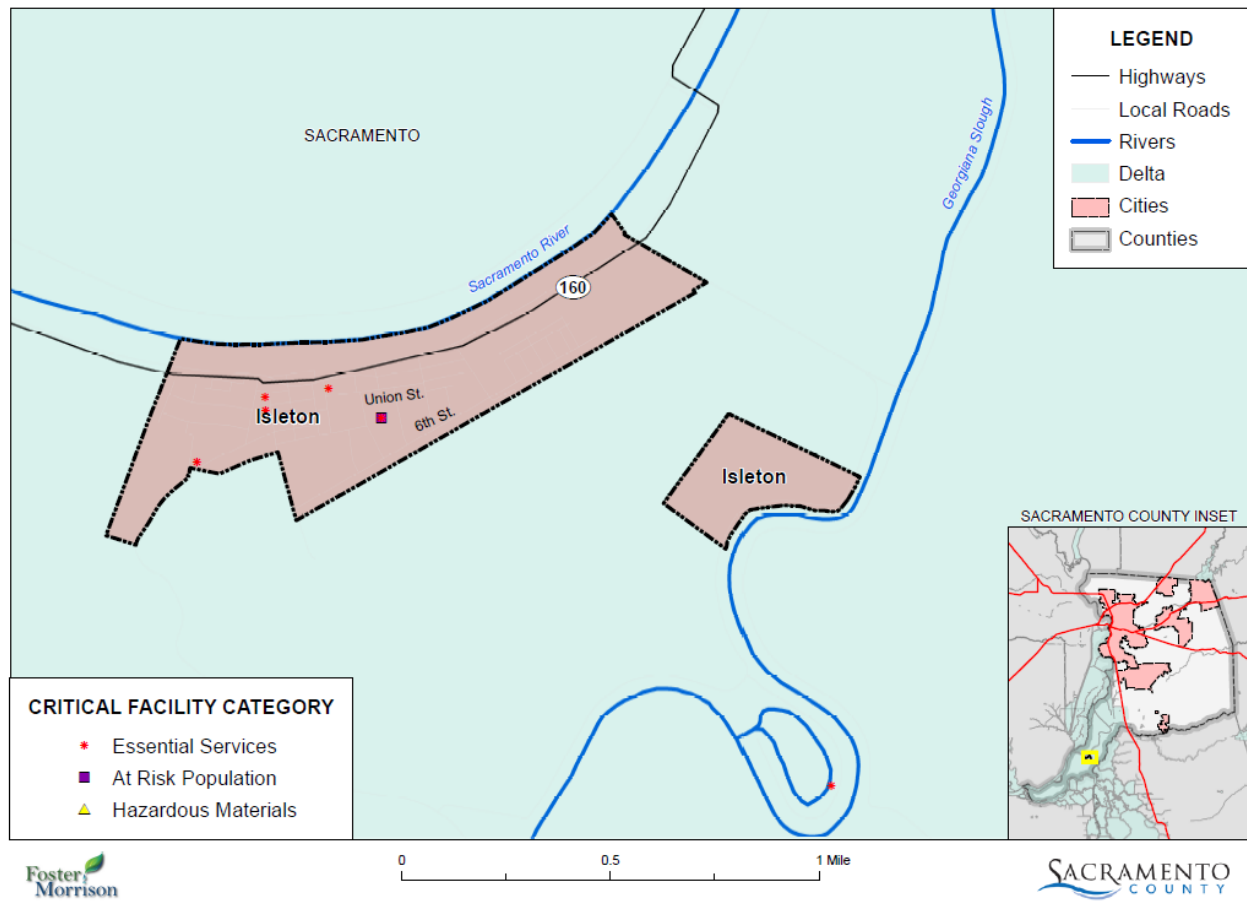 LEGEND
Highways
Local Roads
Rivers
Delta
Cities
Counties
SACRAMENTO
Georgiana Slough
Sacramento River
160
Union St.
6th St.
Isleton
Isleton
SACRAMENTO COUNTY INSET
CRITICAL FACILITY CATEGORY
Essential Services
At Risk Population
Hazardous Materials
Foster
Morrison
0
0.5
1 Mile
SACRAMENTO
COUNTY